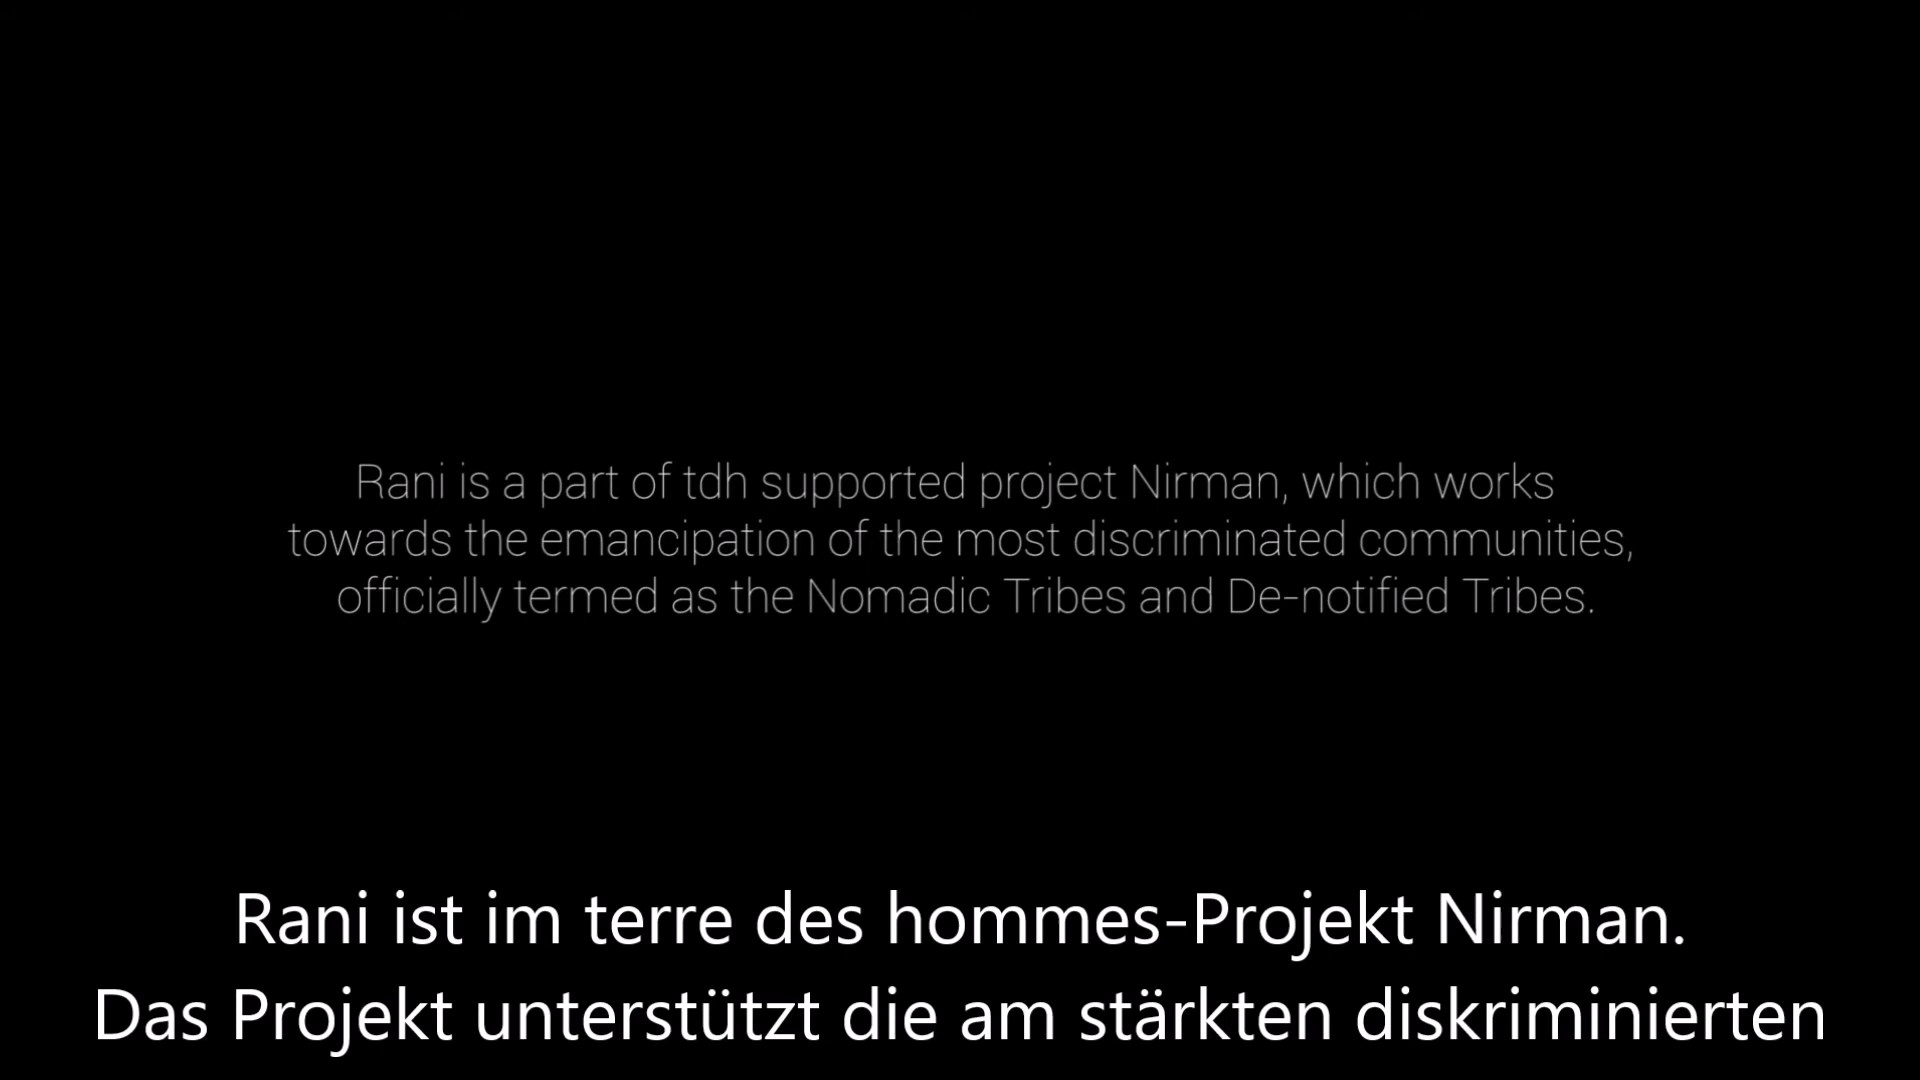 Rani is a part of tdh supported project Nirman, which works
towards the emancipation of the most discriminated communities,
officially termed as the Nomadic Tribes and De-notified Tribes.
Rani ist im terre des hommes-Projekt Nirman.
Das Projekt unterstützt die am stärkten diskriminierten